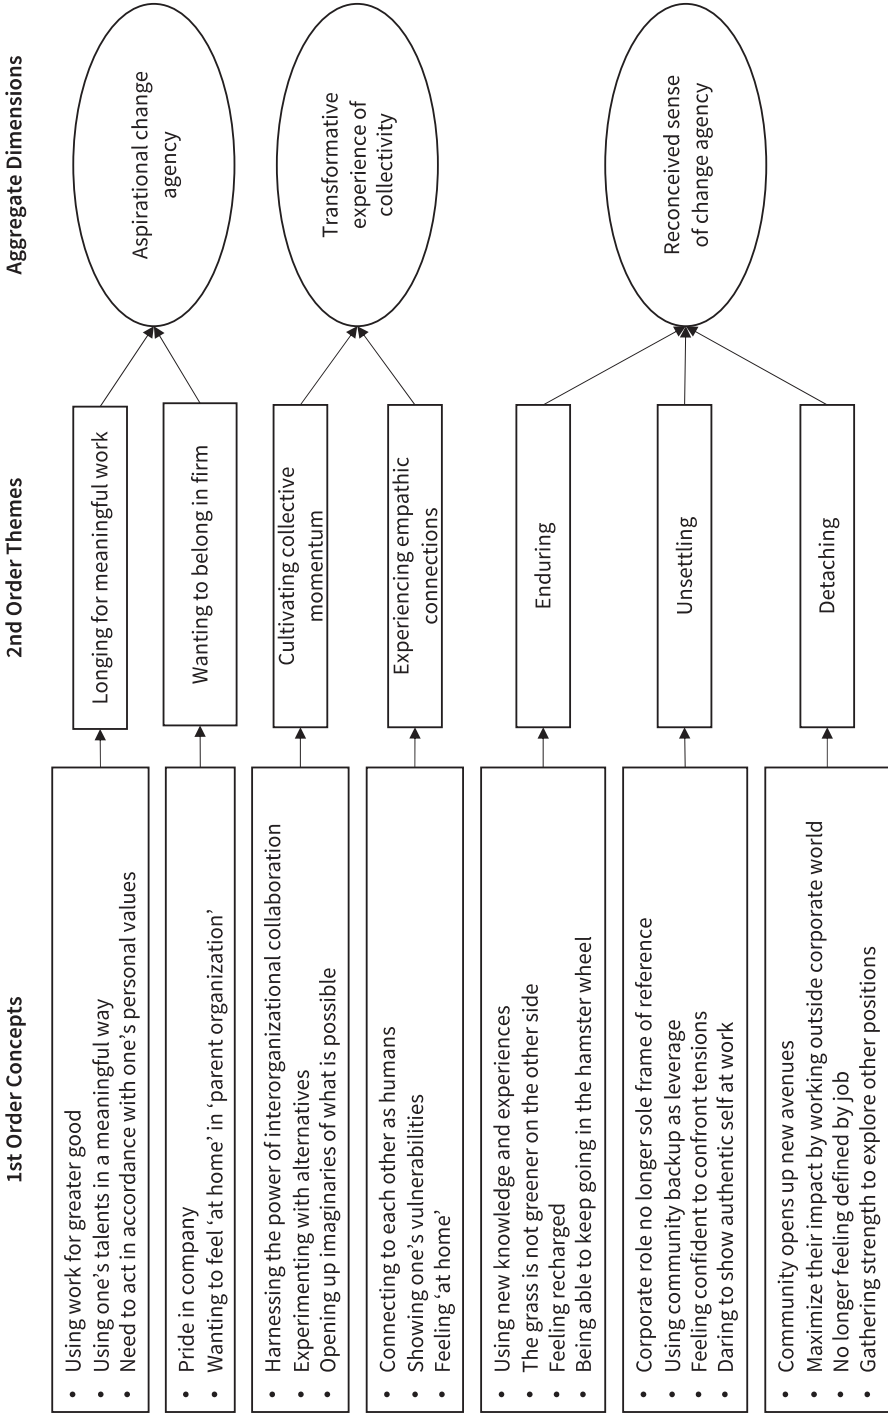 1st Order Concepts
2nd Order Themes
Aggregate Dimensions
• Using work for greater good
• Using one’s talents in a meaningful way
• Need to act in accordance with one’s personal values
Longing for meaningful work
• Pride in company
• Wanting to feel ‘at home’ in ‘parent organization’
Wanting to belong in firm
Aspirational change
agency
• Harnessing the power of interorganizational collaboration
• Experimenting with alternatives
• Opening up imaginaries of what is possible
Cultivating collective
momentum
• Connecting to each other as humans
• Showing one’s vulnerabilities
• Feeling ‘at home’
Experiencing empathic
connections
Transformative
experience of
collectivity
• Using new knowledge and experiences
• The grass is not greener on the other side
• Feeling recharged
• Being able to keep going in the hamster wheel
Enduring
• Corporate role no longer sole frame of reference
• Using community backup as leverage
• Feeling confident to confront tensions
• Daring to show authentic self at work
Unsettling
• Community opens up new avenues
• Maximize their impact by working outside corporate world
• No longer feeling defined by job
• Gathering strength to explore other positions
Detaching
Reconceived sense
of change agency